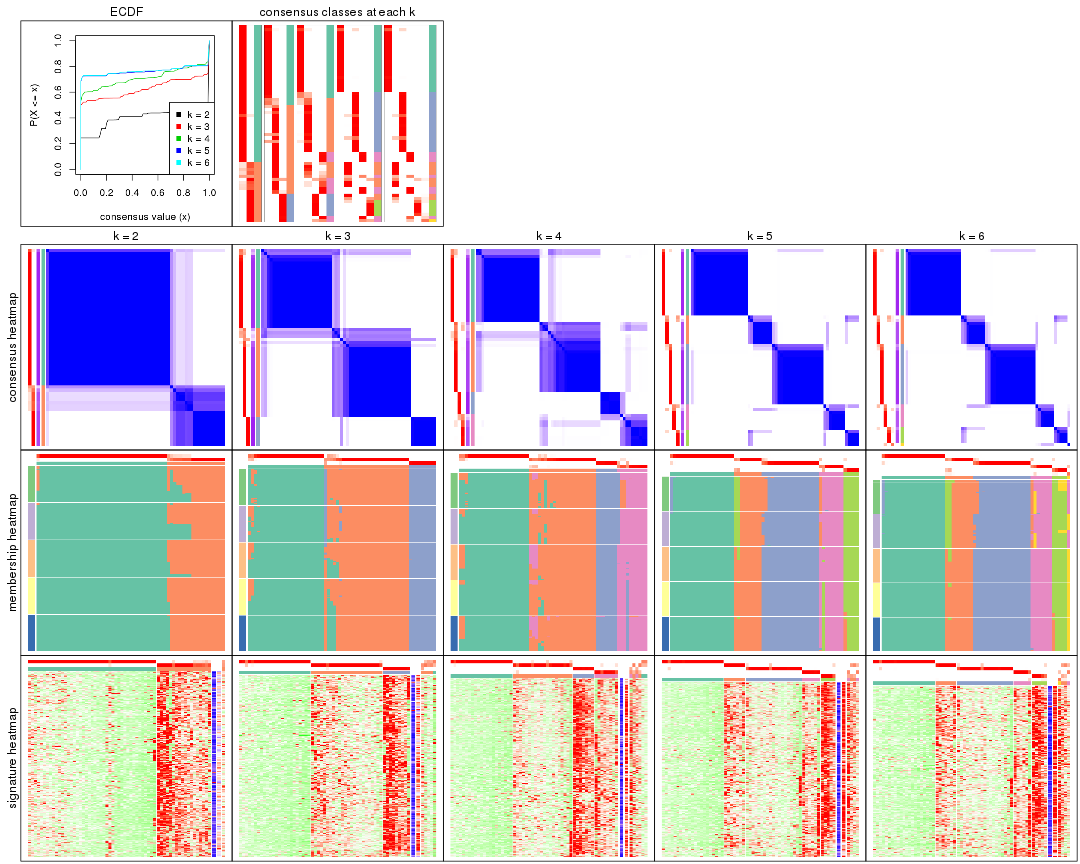 ECDF
consensus classes at each k
P(X <= x)
0.0 0.2 0.4 0.6 0.8 1.0
k = 2
k = 3
k = 4
k = 5
k = 6
0.0 0.2 0.4 0.6 0.8 1.0
consensus value (x)
k = 2 k = 3 k = 4 k = 5 k = 6
consensus heatmap
membership heatmap
signature heatmap